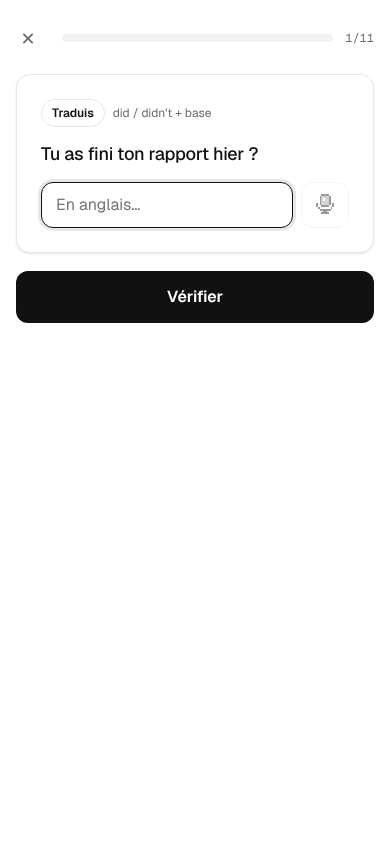 1/11
Traduis did / didn't + base
Tu as fini ton rapport hier ?
En anglais...
Vérifier